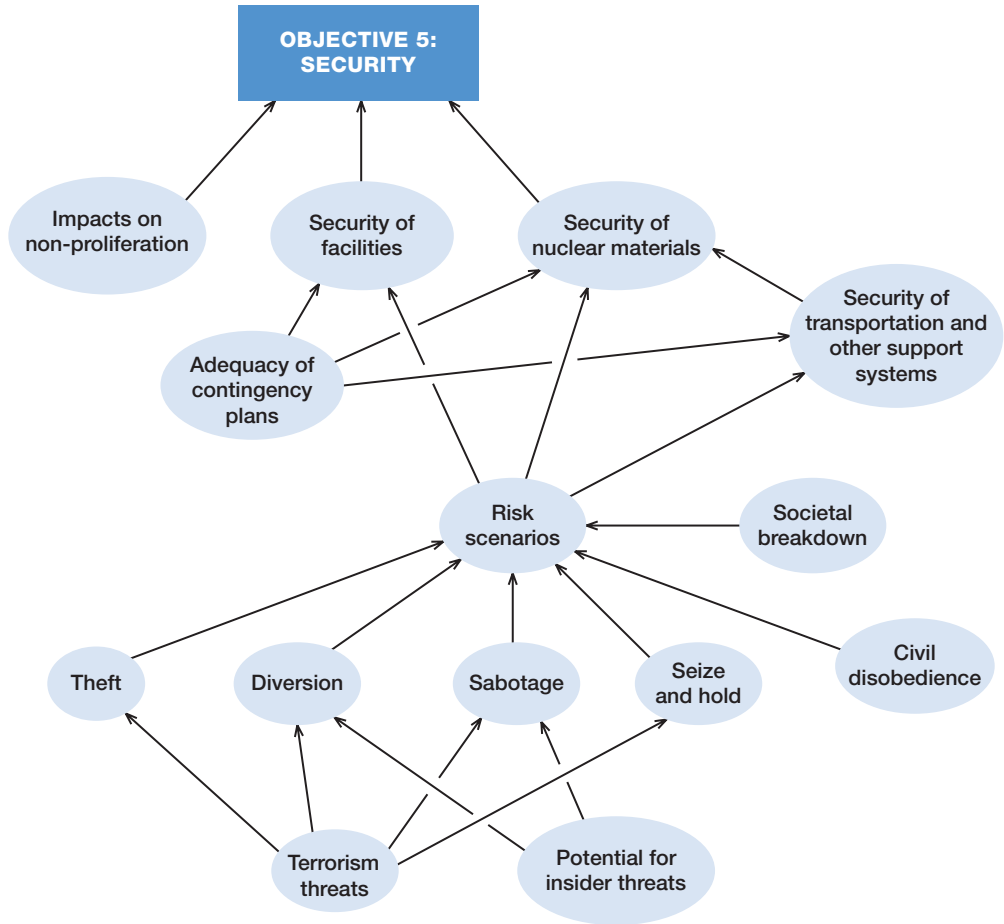 OBJECTIVE 5:
SECURITY
Impacts on
non-proliferation
Security of
facilities
Security of
nuclear materials
Security of
transportation and
other support
systems
Adequacy of
contingency
plans
Risk
scenarios
Societal
breakdown
Theft
Diversion
Sabotage
Seize
and hold
Civil
disobedience
Terrorism
threats
Potential for
insider threats